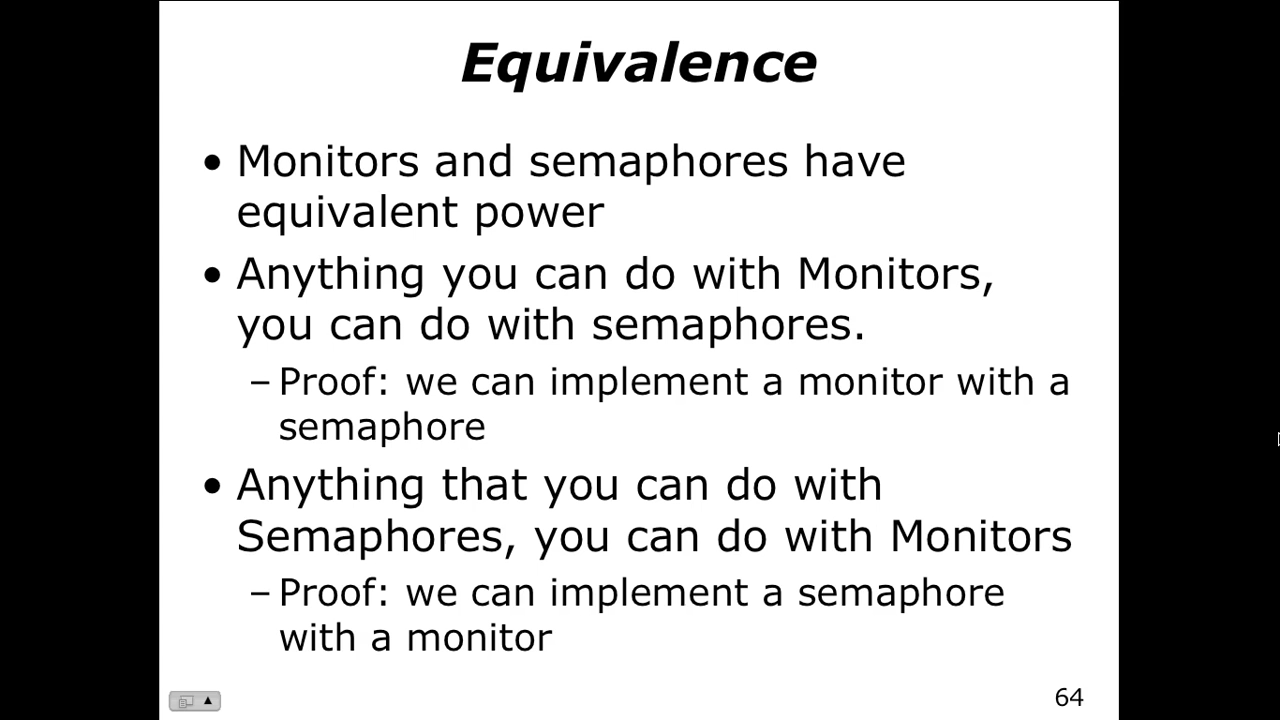 Equivalence
• Monitors and semaphores have
equivalent power
• Anything you can do with Monitors,
you can do with semaphores.
– Proof: we can implement a monitor with a
semaphore
• Anything that you can do with
Semaphores, you can do with Monitors
– Proof: we can implement a semaphore
with a monitor
64